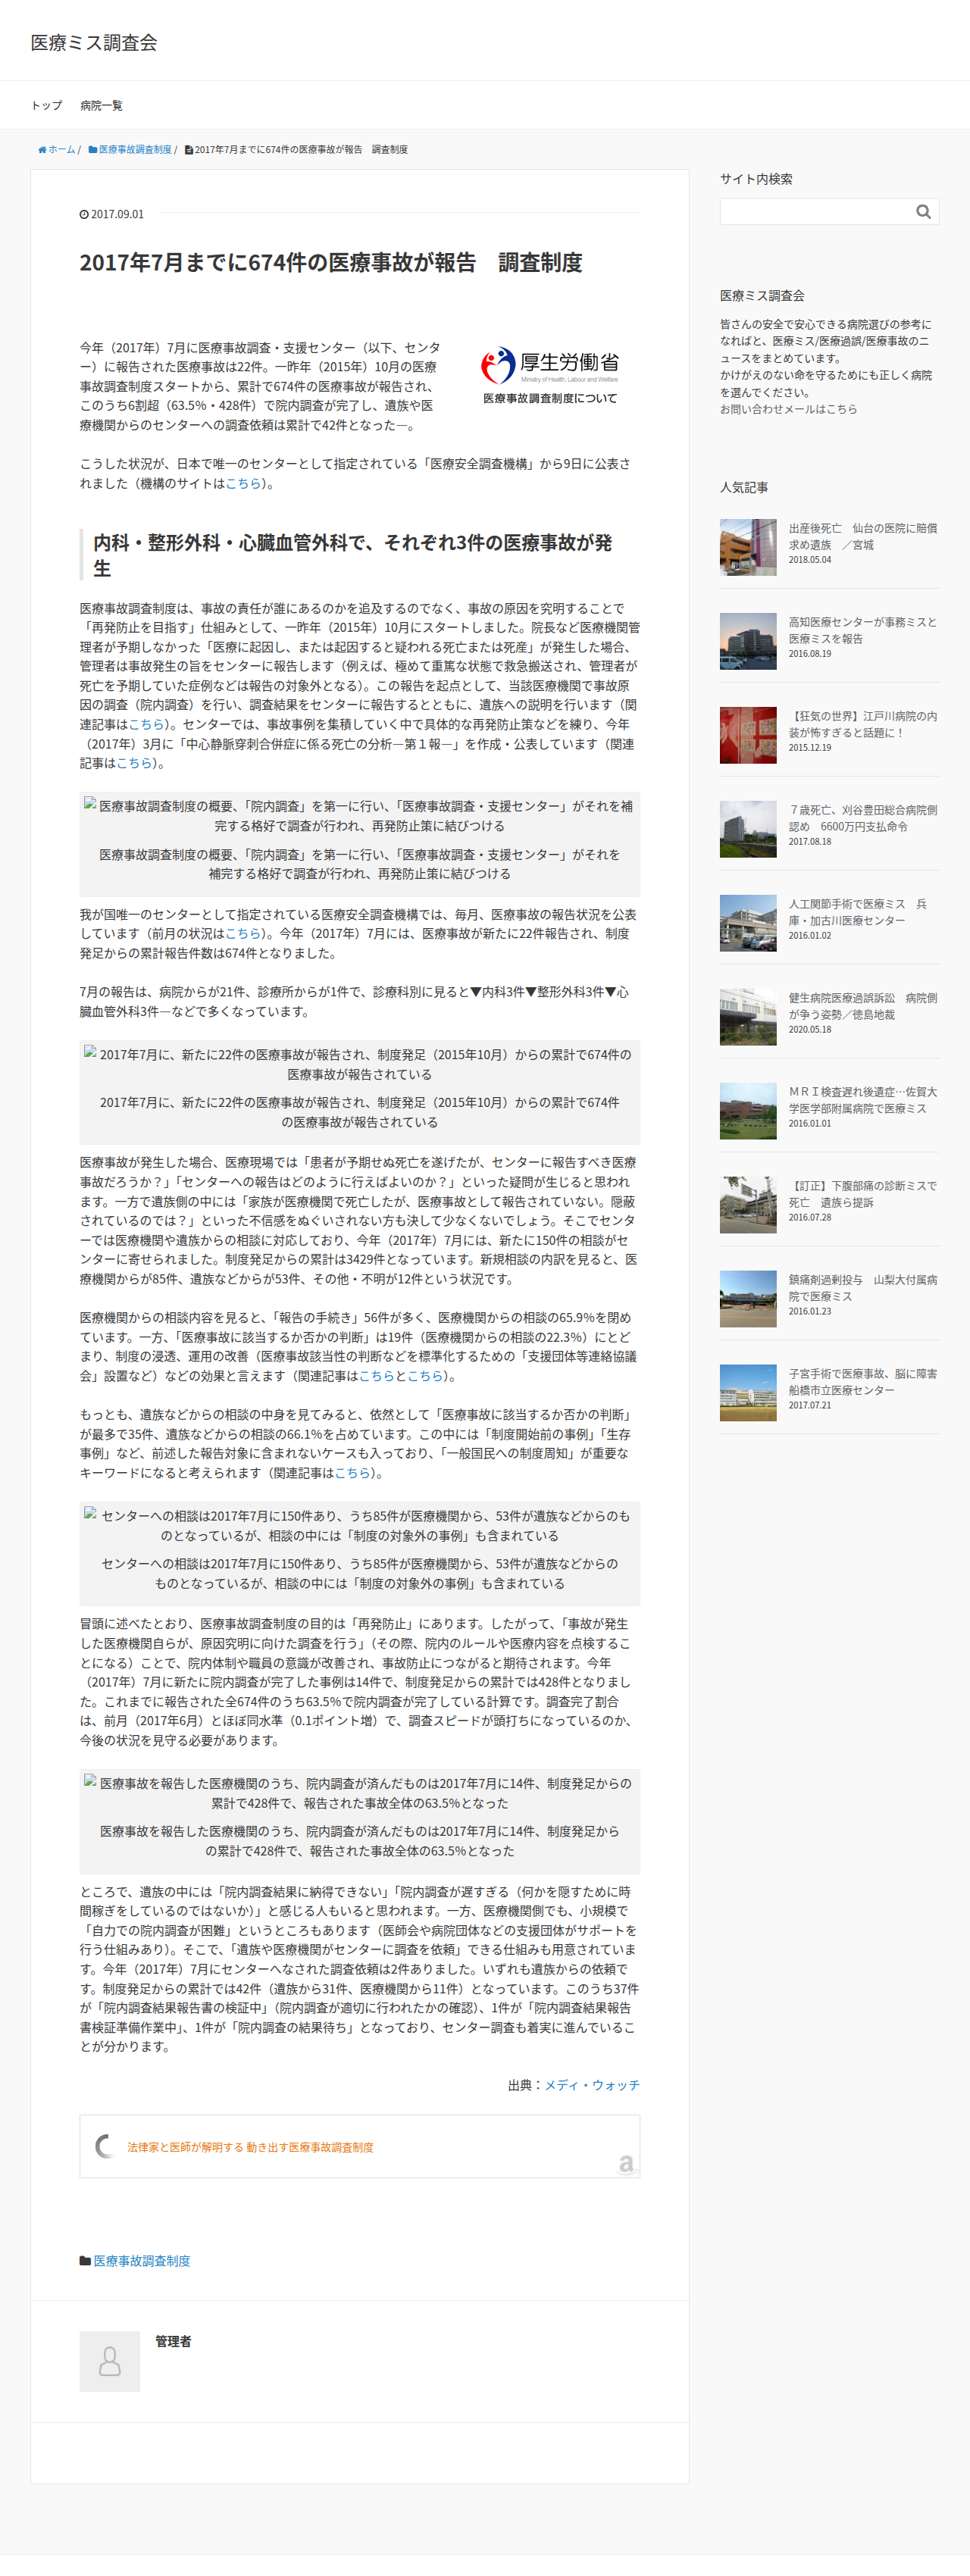 医療ミス調査会
トップ
病院一覧
ホーム /
医療事故調査制度 /
2017年7月までに674件の医療事故が報告　調査制度
2017.09.01
2017年7月までに674件の医療事故が報告　調査制度
今年（2017年）7月に医療事故調査・支援センター（以下、センタ
ー）に報告された医療事故は22件。一昨年（2015年）10月の医療
事故調査制度スタートから、累計で674件の医療事故が報告され、
このうち6割超（63.5％・428件）で院内調査が完了し、遺族や医
療機関からのセンターへの調査依頼は累計で42件となった―。
厚生労働省
Ministry of Health, Labour and Welfare
医療事故調査制度について
こうした状況が、日本で唯一のセンターとして指定されている「医療安全調査機構」から9日に公表さ
れました（機構のサイトはこちら）。
内科・整形外科・心臓血管外科で、それぞれ3件の医療事故が発
生
医療事故調査制度は、事故の責任が誰にあるのかを追及するのでなく、事故の原因を究明することで
「再発防止を目指す」仕組みとして、一昨年（2015年）10月にスタートしました。院長など医療機関管
理者が予期しなかった「医療に起因し、または起因すると疑われる死亡または死産」が発生した場合、
管理者は事故発生の旨をセンターに報告します（例えば、極めて重篤な状態で救急搬送され、管理者が
死亡を予期していた症例などは報告の対象外となる）。この報告を起点として、当該医療機関で事故原
因の調査（院内調査）を行い、調査結果をセンターに報告するとともに、遺族への説明を行います（関
連記事はこちら）。センターでは、事故事例を集積していく中で具体的な再発防止策などを練り、今年
（2017年）3月に「中心静脈穿刺合併症に係る死亡の分析―第１報―」を作成・公表しています（関連
記事はこちら）。
医療事故調査制度の概要、「院内調査」を第一に行い、「医療事故調査・支援センター」がそれを補
完する格好で調査が行われ、再発防止策に結びつける
医療事故調査制度の概要、「院内調査」を第一に行い、「医療事故調査・支援センター」がそれを
補完する格好で調査が行われ、再発防止策に結びつける
我が国唯一のセンターとして指定されている医療安全調査機構では、毎月、医療事故の報告状況を公表
しています（前月の状況はこちら）。今年（2017年）7月には、医療事故が新たに22件報告され、制度
発足からの累計報告件数は674件となりました。
7月の報告は、病院からが21件、診療所からが1件で、診療科別に見ると▼内科3件▼整形外科3件▼心
臓血管外科3件―などで多くなっています。
2017年7月に、新たに22件の医療事故が報告され、制度発足（2015年10月）からの累計で674件の
医療事故が報告されている
2017年7月に、新たに22件の医療事故が報告され、制度発足（2015年10月）からの累計で674件
の医療事故が報告されている
医療事故が発生した場合、医療現場では「患者が予期せぬ死亡を遂げたが、センターに報告すべき医療
事故だろうか？」「センターへの報告はどのように行えばよいのか？」といった疑問が生じると思われ
ます。一方で遺族側の中には「家族が医療機関で死亡したが、医療事故として報告されていない。隠蔽
されているのでは？」といった不信感をぬぐいされない方も決して少なくないでしょう。そこでセンタ
ーでは医療機関や遺族からの相談に対応しており、今年（2017年）7月には、新たに150件の相談がセ
ンターに寄せられました。制度発足からの累計は3429件となっています。新規相談の内訳を見ると、医
療機関からが85件、遺族などからが53件、その他・不明が12件という状況です。
医療機関からの相談内容を見ると、「報告の手続き」56件が多く、医療機関からの相談の65.9％を閉め
ています。一方、「医療事故に該当するか否かの判断」は19件（医療機関からの相談の22.3％）にとど
まり、制度の浸透、運用の改善（医療事故該当性の判断などを標準化するための「支援団体等連絡協議
会」設置など）などの効果と言えます（関連記事はこちらとこちら）。
もっとも、遺族などからの相談の中身を見てみると、依然として「医療事故に該当するか否かの判断」
が最多で35件、遺族などからの相談の66.1％を占めています。この中には「制度開始前の事例」「生存
事例」など、前述した報告対象に含まれないケースも入っており、「一般国民への制度周知」が重要な
キーワードになると考えられます（関連記事はこちら）。
センターへの相談は2017年7月に150件あり、うち85件が医療機関から、53件が遺族などからのも
のとなっているが、相談の中には「制度の対象外の事例」も含まれている
センターへの相談は2017年7月に150件あり、うち85件が医療機関から、53件が遺族などからの
ものとなっているが、相談の中には「制度の対象外の事例」も含まれている
冒頭に述べたとおり、医療事故調査制度の目的は「再発防止」にあります。したがって、「事故が発生
した医療機関自らが、原因究明に向けた調査を行う」（その際、院内のルールや医療内容を点検するこ
とになる）ことで、院内体制や職員の意識が改善され、事故防止につながると期待されます。今年
（2017年）7月に新たに院内調査が完了した事例は14件で、制度発足からの累計では428件となりまし
た。これまでに報告された全674件のうち63.5％で院内調査が完了している計算です。調査完了割合
は、前月（2017年6月）とほぼ同水準（0.1ポイント増）で、調査スピードが頭打ちになっているのか、
今後の状況を見守る必要があります。
医療事故を報告した医療機関のうち、院内調査が済んだものは2017年7月に14件、制度発足からの
累計で428件で、報告された事故全体の63.5％となった
医療事故を報告した医療機関のうち、院内調査が済んだものは2017年7月に14件、制度発足から
の累計で428件で、報告された事故全体の63.5％となった
ところで、遺族の中には「院内調査結果に納得できない」「院内調査が遅すぎる（何かを隠すために時
間稼ぎをしているのではないか）」と感じる人もいると思われます。一方、医療機関側でも、小規模で
「自力での院内調査が困難」というところもあります（医師会や病院団体などの支援団体がサポートを
行う仕組みあり）。そこで、「遺族や医療機関がセンターに調査を依頼」できる仕組みも用意されていま
す。今年（2017年）7月にセンターへなされた調査依頼は2件ありました。いずれも遺族からの依頼で
す。制度発足からの累計では42件（遺族から31件、医療機関から11件）となっています。このうち37件
が「院内調査結果報告書の検証中」（院内調査が適切に行われたかの確認）、1件が「院内調査結果報告
書検証準備作業中」、1件が「院内調査の結果待ち」となっており、センター調査も着実に進んでいるこ
とが分かります。
出典：メディ・ウォッチ
法律家と医師が解明する 動き出す医療事故調査制度
a
医療事故調査制度
管理者
サイト内検索
医療ミス調査会
皆さんの安全で安心できる病院選びの参考に
なればと、医療ミス/医療過誤/医療事故のニ
ュースをまとめています。
かけがえのない命を守るためにも正しく病院
を選んでください。
お問い合わせメールはこちら
人気記事
出産後死亡　仙台の医院に賠償
求め遺族　／宮城
2018.05.04
高知医療センターが事務ミスと
医療ミスを報告
2016.08.19
【狂気の世界】江戸川病院の内
装が怖すぎると話題に！
2015.12.19
７歳死亡、刈谷豊田総合病院側
認め　6600万円支払命令
2017.08.18
人工関節手術で医療ミス　兵
庫・加古川医療センター
2016.01.02
健生病院医療過誤訴訟　病院側
が争う姿勢／徳島地裁
2020.05.18
ＭＲＩ検査遅れ後遺症…佐賀大
学医学部附属病院で医療ミス
2016.01.01
【訂正】下腹部痛の診断ミスで
死亡　遺族ら提訴
2016.07.28
鎮痛剤過剰投与　山梨大付属病
院で医療ミス
2016.01.23
子宮手術で医療事故、脳に障害
船橋市立医療センター
2017.07.21